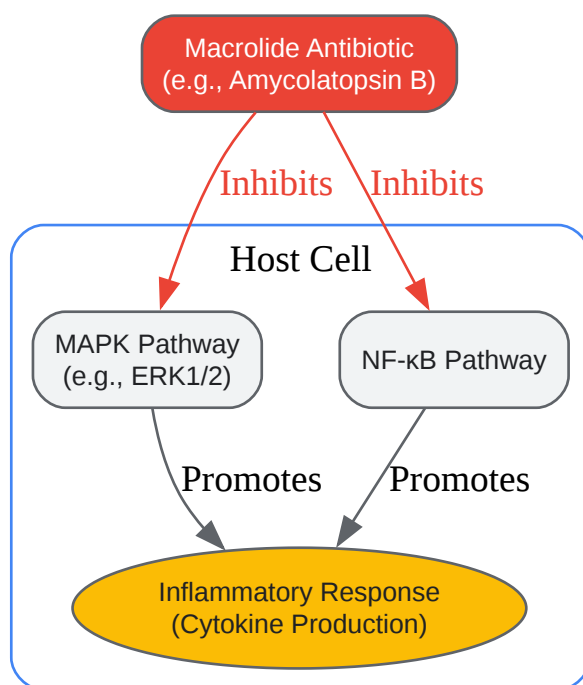 Macrolide Antibiotic
(e.g., Amycolatopsin B)
Inhibits
Inhibits
Host Cell
MAPK Pathway
(e.g., ERK1/2)
NF-κB Pathway
Promotes
Promotes
Inflammatory Response
(Cytokine Production)